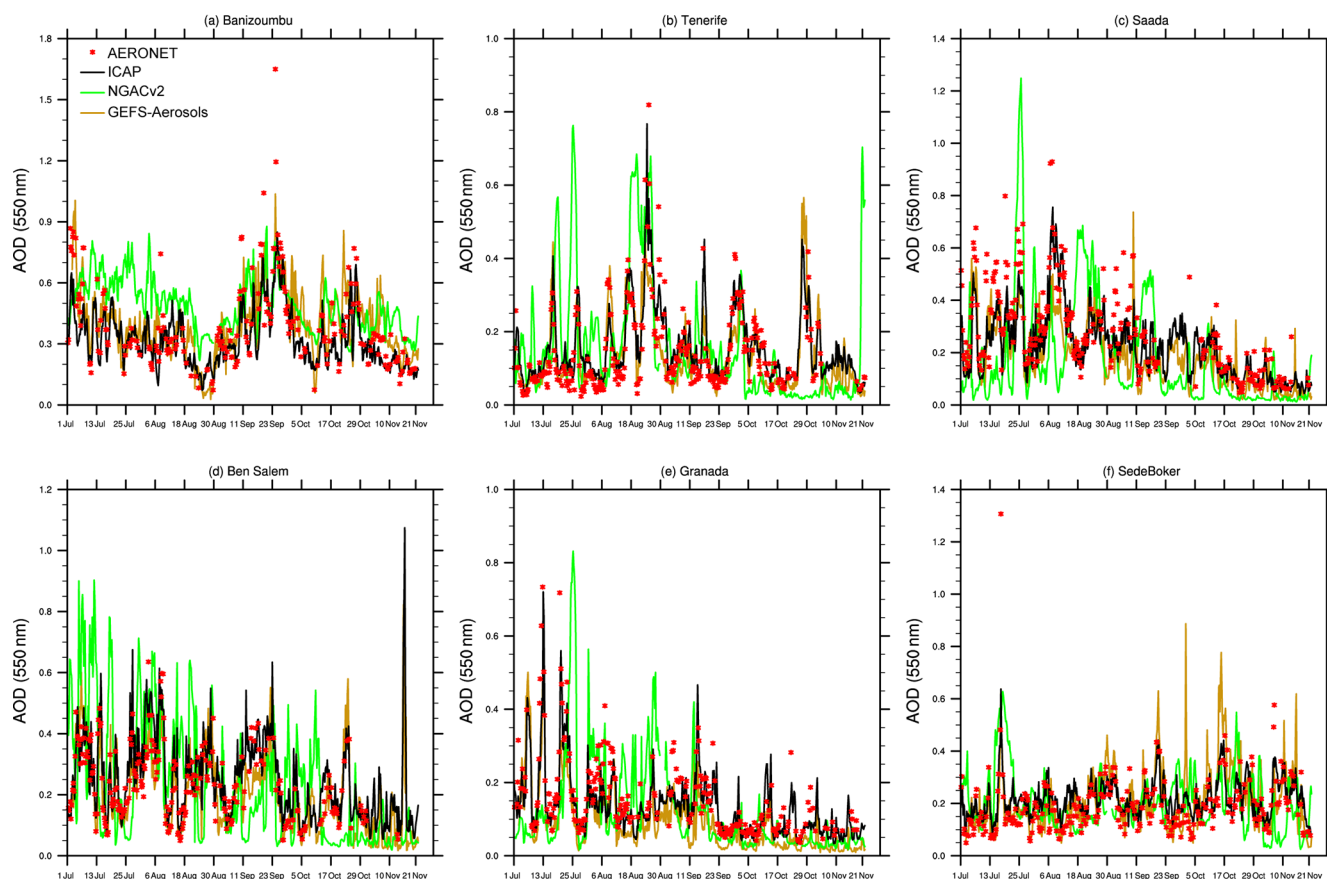 (a) Banizoumbu
AOD (550 nm)
1.8
1.5
1.2
0.9
0.6
0.3
0.0
AERONET
ICAP
NGACv2
GEFS-Aerosols
1 Jul 13 Jul 25 Jul 6 Aug 18 Aug 30 Aug 11 Sep 23 Sep 5 Oct 17 Oct 29 Oct 10 Nov 21 Nov
(b) Tenerife
AOD (550 nm)
1.0
0.8
0.6
0.4
0.2
0.0
1 Jul 13 Jul 25 Jul 6 Aug 18 Aug 30 Aug 11 Sep 23 Sep 5 Oct 17 Oct 29 Oct 10 Nov 21 Nov
(c) Saada
AOD (550 nm)
1.4
1.2
1.0
0.8
0.6
0.4
0.2
0.0
1 Jul 13 Jul 25 Jul 6 Aug 18 Aug 30 Aug 11 Sep 23 Sep 5 Oct 17 Oct 29 Oct 10 Nov 21 Nov
(d) Ben Salem
AOD (550 nm)
1.2
1.0
0.8
0.6
0.4
0.2
0.0
1 Jul 13 Jul 25 Jul 6 Aug 18 Aug 30 Aug 11 Sep 23 Sep 5 Oct 17 Oct 29 Oct 10 Nov 21 Nov
(e) Granada
AOD (550 nm)
1.0
0.8
0.6
0.4
0.2
0.0
1 Jul 13 Jul 25 Jul 6 Aug 18 Aug 30 Aug 11 Sep 23 Sep 5 Oct 17 Oct 29 Oct 10 Nov 21 Nov
(f) SedeBoker
AOD (550 nm)
1.4
1.2
1.0
0.8
0.6
0.4
0.2
0.0
1 Jul 13 Jul 25 Jul 6 Aug 18 Aug 30 Aug 11 Sep 23 Sep 5 Oct 17 Oct 29 Oct 10 Nov 21 Nov